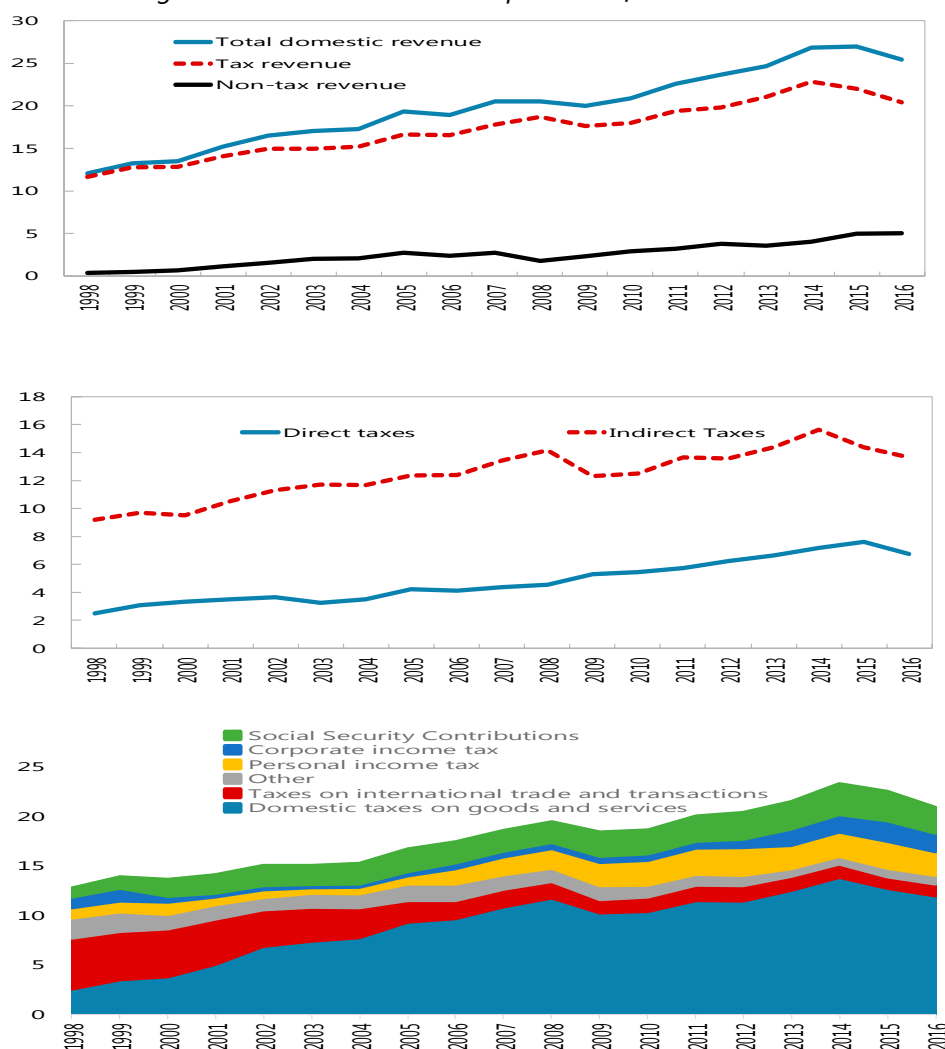 30
Total domestic revenue
Tax revenue
Non-tax revenue
25
20
15
10
5
0
1998 1999 2000 2001 2002 2003 2004 2005 2006 2007 2008 2009 2010 2011 2012 2013 2014 2015 2016
18
16
Direct taxes Indirect Taxes
14
12
10
8
6
4
2
0
1998 1999 2000 2001 2002 2003 2004 2005 2006 2007 2008 2009 2010 2011 2012 2013 2014 2015 2016
Social Security Contributions
Corporate income tax
Personal income tax
Other
Taxes on international trade and transactions
Domestic taxes on goods and services
25
20
15
10
5
0
1998 1999 2000 2001 2002 2003 2004 2005 2006 2007 2008 2009 2010 2011 2012 2013 2014 2015 2016